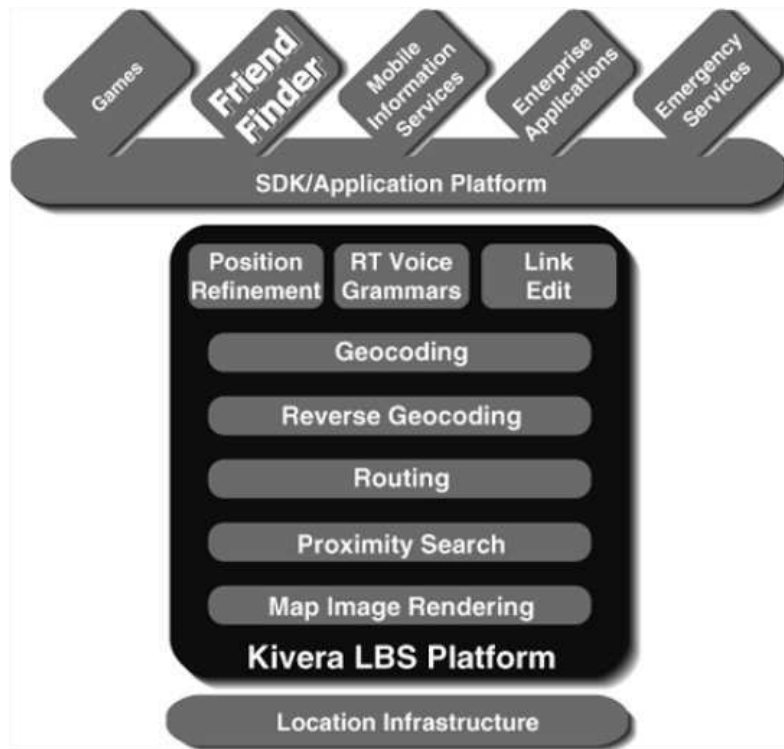 Games
Friend
Finder
Mobile
Information
Services
Enterprise
Applications
Emergency
Services
SDK/Application Platform
Position
Refinement
RT Voice
Grammars
Link
Edit
Geocoding
Reverse Geocoding
Routing
Proximity Search
Map Image Rendering
Kivera LBS Platform
Location Infrastructure